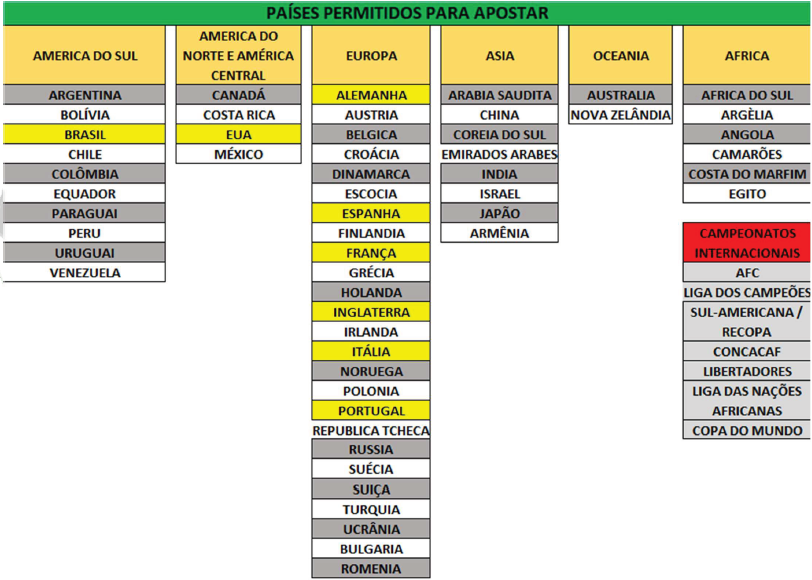 PAÍSES PERMITIDOS PARA APOSTAR
AMERICA DO SUL
ARGENTINA
BOLÍVIA
BRASIL
CHILE
COLÔMBIA
EQUADOR
PARAGUAI
PERU
URUGUAI
VENEZUELA
AMERICA DO
NORTE E AMÉRICA
CENTRAL
CANADÁ
COSTA RICA
EUA
MÉXICO
EUROPA
ALEMANHA
AUSTRIA
BELGICA
CROÁCIA
DINAMARCA
ESCOCIA
ESPANHA
FINLANDIA
FRANÇA
GRÉCIA
HOLANDA
INGLATERRA
IRLANDA
ITÁLIA
NORUEGA
POLONIA
PORTUGAL
REPUBLICA TCHECA
RUSSIA
SUÉCIA
SUIÇA
TURQUIA
UCRÂNIA
BULGARIA
ROMENIA
ASIA
ARABIA SAUDITA
CHINA
COREIA DO SUL
EMIRADOS ARABES
INDIA
ISRAEL
JAPÃO
ARMÊNIA
OCEANIA
AUSTRALIA
NOVA ZELÂNDIA
AFRICA
AFRICA DO SUL
ARGÈLIA
ANGOLA
CAMARÕES
COSTA DO MARFIM
EGITO
CAMPEONATOS
INTERNACIONAIS
AFC
LIGA DOS CAMPEÕES
SUL-AMERICANA /
RECOPA
CONCACAF
LIBERTADORES
LIGA DAS NAÇÕES
AFRICANAS
COPA DO MUNDO